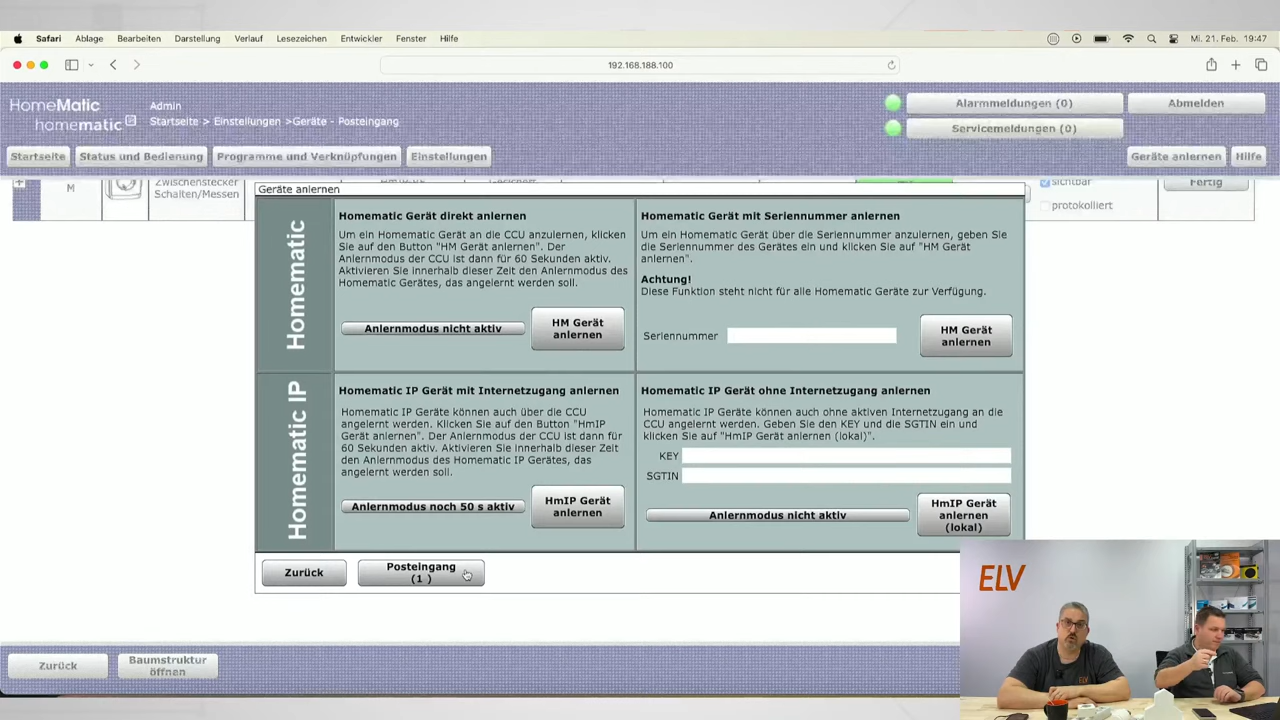 Safari Ablage Bearbeiten Darstellung Verlauf Lesezeichen Entwickler Fenster Hilfe
Mi. 21. Feb. 19:47
192.168.188.100
HomeMatic
homematic
Admin
Startseite > Einstellungen >Geräte - Posteingang
Alarmmeldungen (0)
Abmelden
Servicemeldungen (0)
Startseite
Status und Bedienung
Programme und Verknüpfungen
Einstellungen
Geräte anlernen
Hilfe
M
Zwischenstecker
Schalten/Messen
sichtbar
protokolliert
Fertig
Geräte anlernen
Homematic
Homematic Gerät direkt anlernen
Um ein Homematic Gerät an die CCU anzulernen, klicken
Sie auf den Button "HM Gerät anlernen". Der
Anlernmodus der CCU ist dann für 60 Sekunden aktiv.
Aktivieren Sie innerhalb dieser Zeit den Anlernmodus des
Homematic Gerätes, das angelernt werden soll.
Anlernmodus nicht aktiv
HM Gerät
anlernen
Homematic Gerät mit Seriennummer anlernen
Um ein Homematic Gerät über die Seriennummer anzulernen, geben
Sie die Seriennummer des Gerätes ein und klicken Sie auf "HM Gerät
anlernen".
Achtung!
Diese Funktion steht nicht für alle Homematic Geräte zur Verfügung.
Seriennummer
HM Gerät
anlernen
Homematic IP
Homematic IP Gerät mit Internetzugang anlernen
Homematic IP Geräte können auch über die CCU
angelernt werden. Klicken Sie auf den Button "HmIP
Gerät anlernen". Der Anlernmodus der CCU ist dann für
60 Sekunden aktiv. Aktivieren Sie innerhalb dieser Zeit
den Anlernmodus des Homematic IP Gerätes, das
angelernt werden soll.
Anlernmodus noch 50 s aktiv
HmIP Gerät
anlernen
Homematic IP Gerät ohne Internetzugang anlernen
Homematic IP Geräte können auch ohne aktiven Internetzugang an die
CCU angelernt werden. Geben Sie den KEY und die SGTIN ein und
klicken Sie auf "HmIP Gerät anlernen (lokal)".
KEY
SGTIN
Anlernmodus nicht aktiv
HmIP Gerät
anlernen
(lokal)
Zurück
Posteingang
(1 )
Zurück
Baumstruktur
öffnen
ELV
ELV